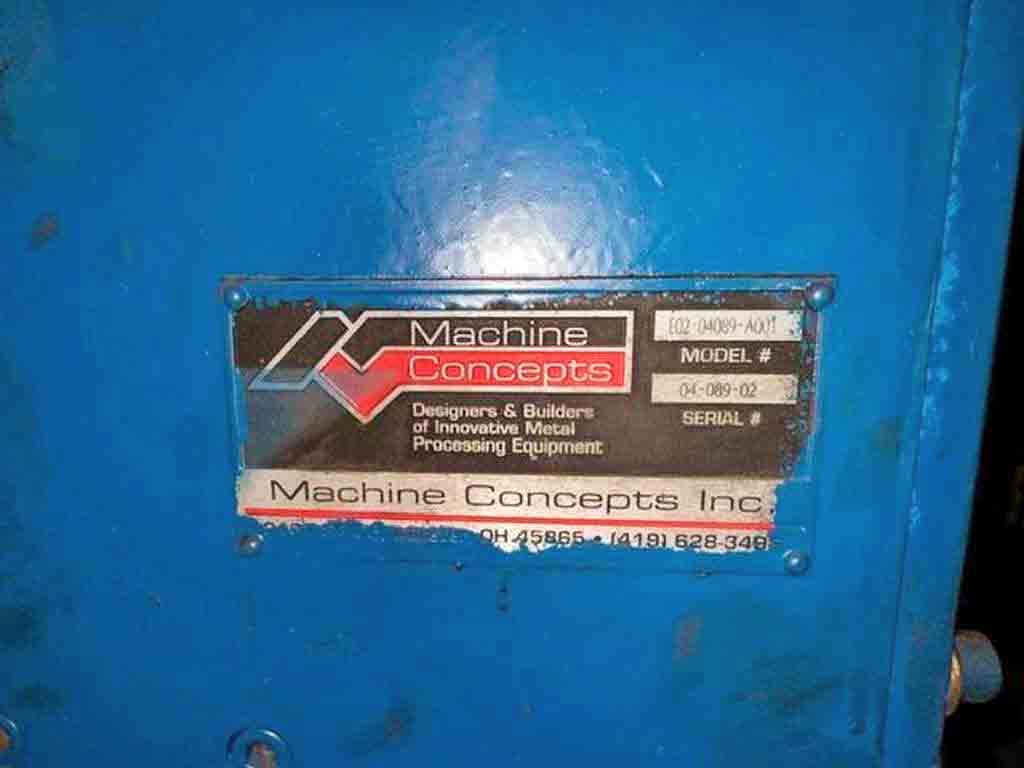 Machine
Concepts
Designers & Builders
of Innovative Metal
Processing Equipment
E02-04089-A001
MODEL #
04-089-02
SERIAL #
Machine Concepts Inc.
OH 45865 • (419) 628-349